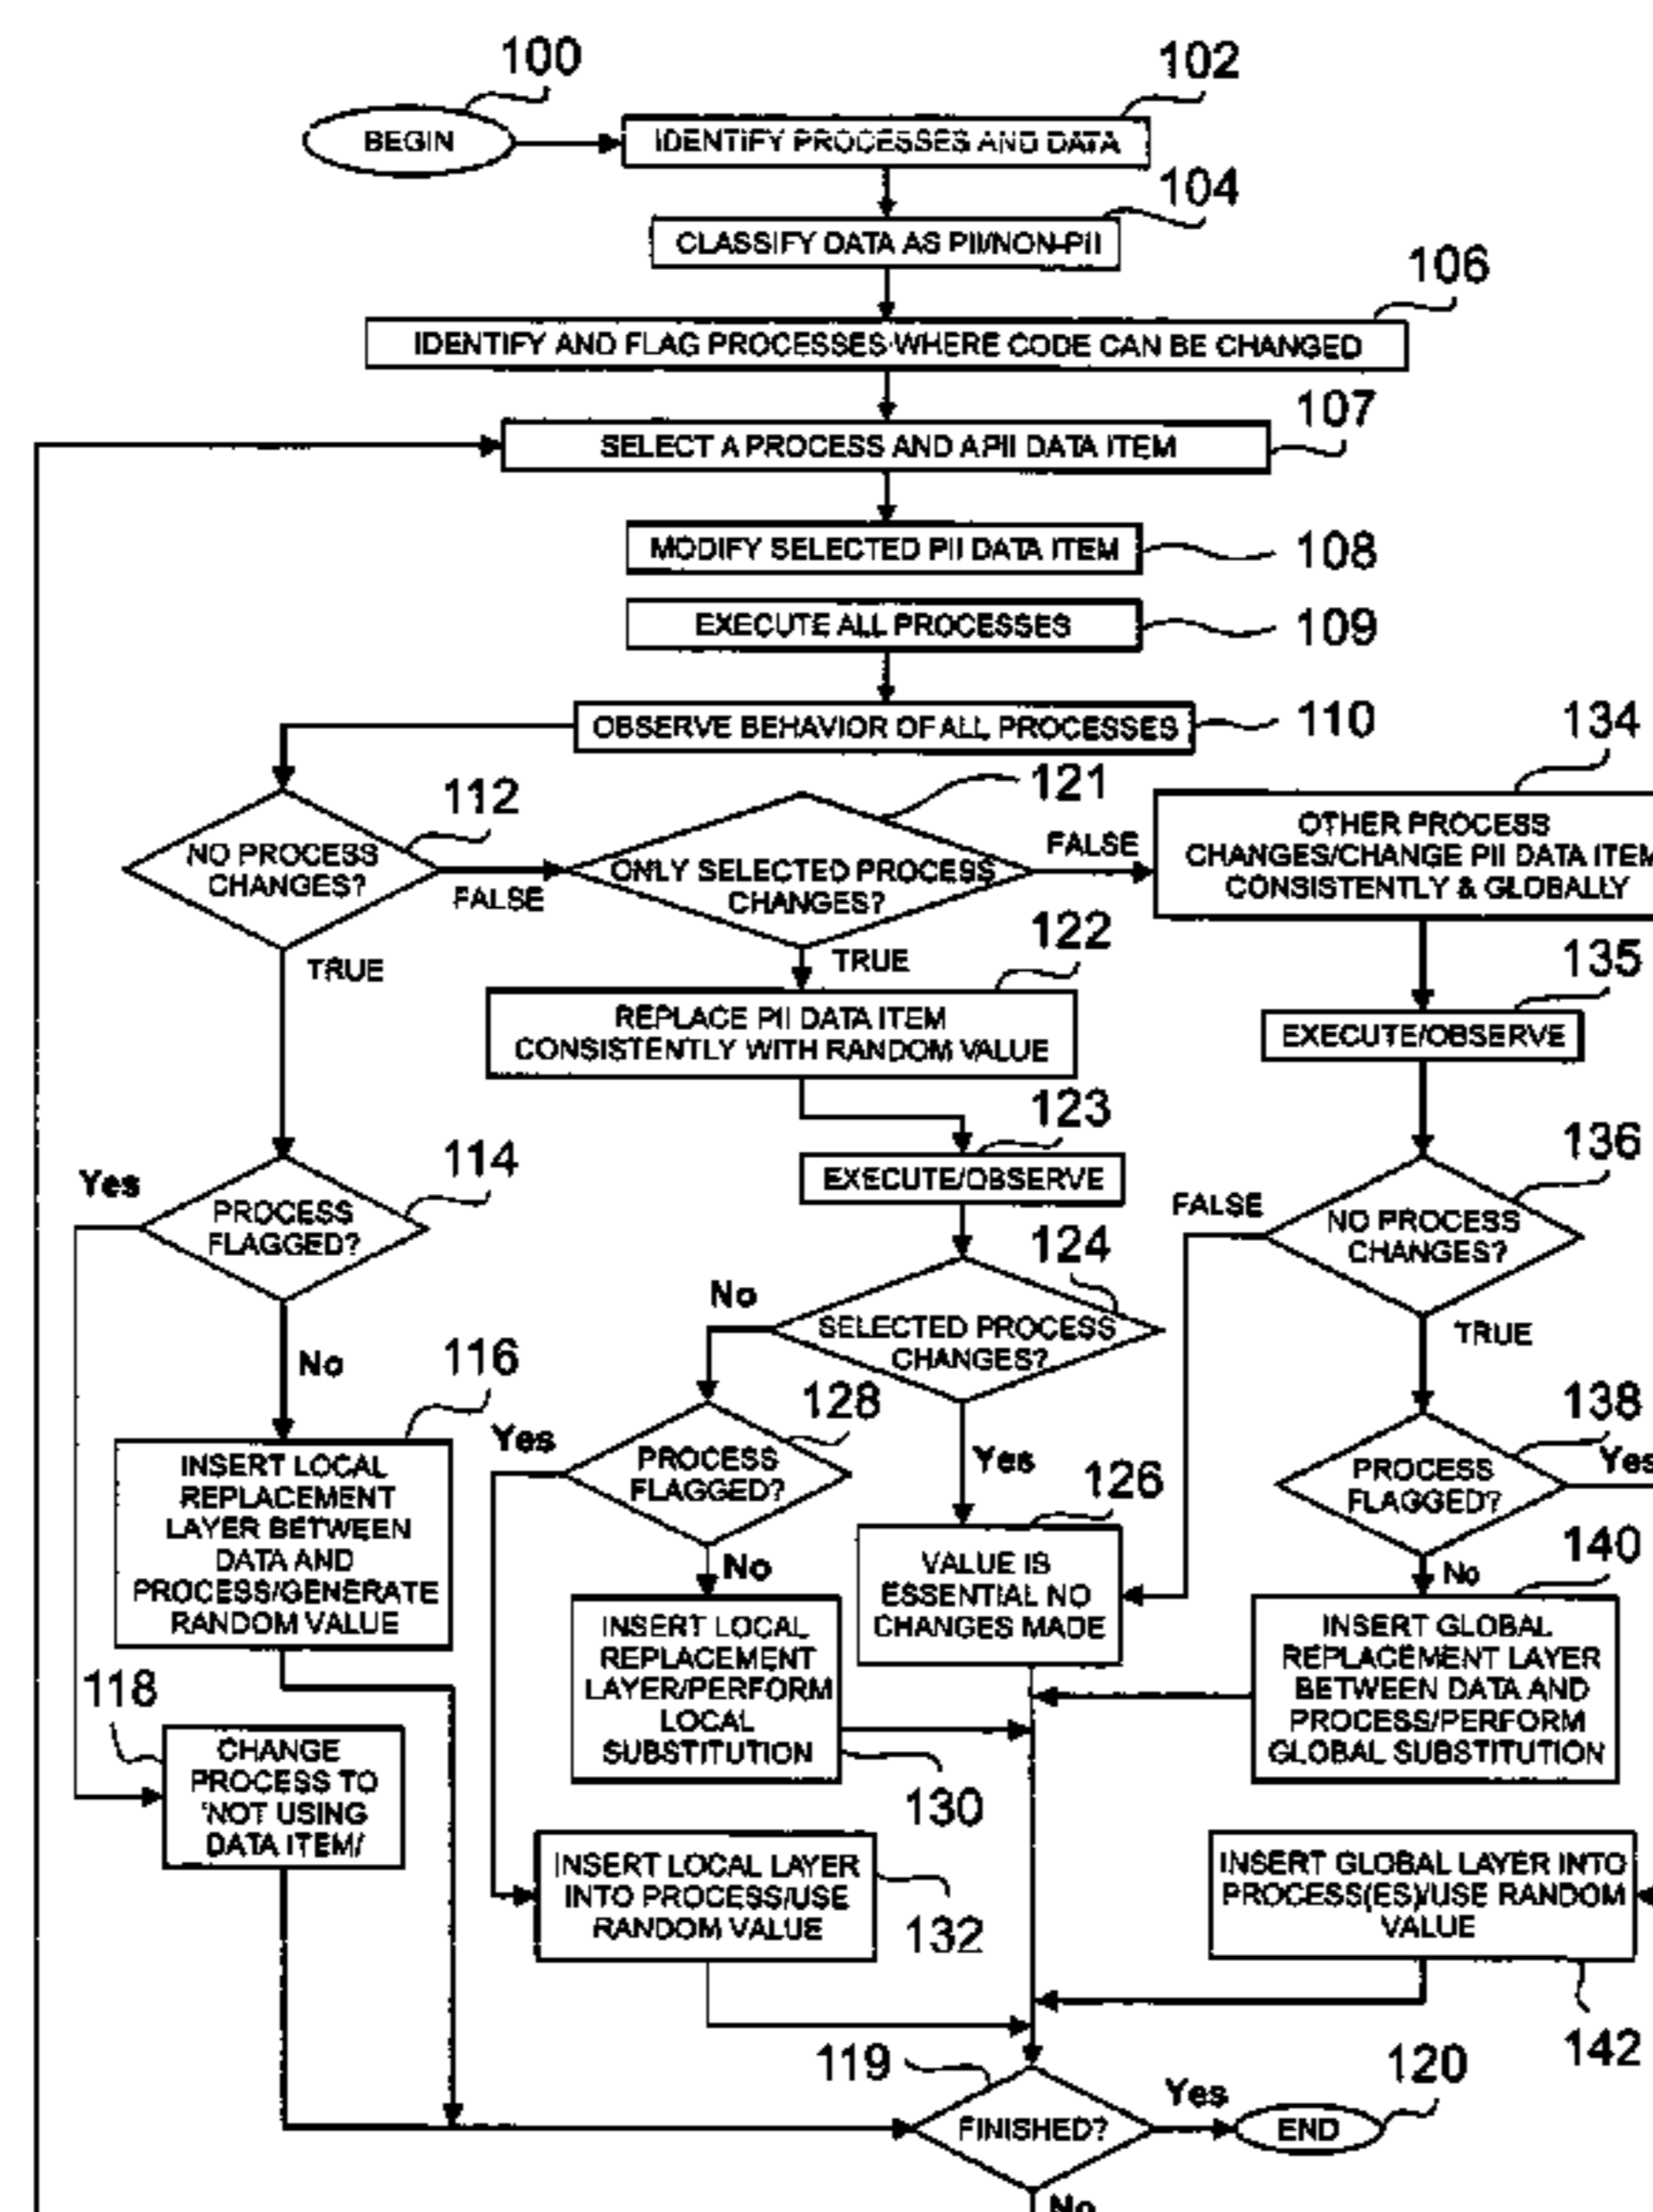 100
BEGIN
102
IDENTIFY PROCESSES AND DATA
104
CLASSIFY DATA AS PII/NON-PII
106
IDENTIFY AND FLAG PROCESSES WHERE CODE CAN BE CHANGED
107
SELECT A PROCESS AND A PII DATA ITEM
MODIFY SELECTED PII DATA ITEM
108
EXECUTE ALL PROCESSES
109
OBSERVE BEHAVIOR OF ALL PROCESSES
110
112
NO PROCESS
CHANGES?
FALSE
TRUE
121
ONLY SELECTED PROCESS
CHANGES?
FALSE
TRUE
134
OTHER PROCESS
CHANGES/CHANGE PII DATA ITEM
CONSISTENTLY & GLOBALLY
122
REPLACE PII DATA ITEM
CONSISTENTLY WITH RANDOM VALUE
135
EXECUTE/OBSERVE
123
EXECUTE/OBSERVE
114
Yes
PROCESS
FLAGGED?
No
136
FALSE
NO PROCESS
CHANGES?
TRUE
124
No
SELECTED PROCESS
CHANGES?
Yes
116
INSERT LOCAL
REPLACEMENT
LAYER BETWEEN
DATA AND
PROCESS/GENERATE
RANDOM VALUE
128
Yes
PROCESS
FLAGGED?
No
126
VALUE IS
ESSENTIAL NO
CHANGES MADE
138
PROCESS
FLAGGED?
Yes
No
140
INSERT GLOBAL
REPLACEMENT LAYER
BETWEEN DATA AND
PROCESS/PERFORM
GLOBAL SUBSTITUTION
INSERT LOCAL
REPLACEMENT
LAYER/PERFORM
LOCAL
SUBSTITUTION
130
118
CHANGE
PROCESS TO
'NOT USING
DATA ITEM/
INSERT LOCAL LAYER
INTO PROCESS/USE
RANDOM VALUE
132
INSERT GLOBAL LAYER INTO
PROCESS(ES)/USE RANDOM
VALUE
142
119
FINISHED?
Yes
120
END
No